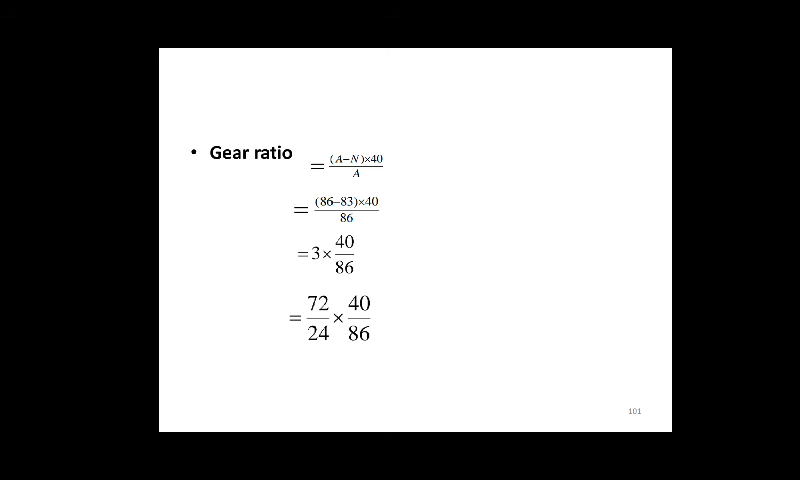 • Gear ratio = (A−N)×40 / A
= (86−83)×40 / 86
= 3 × 40/86
= 72/24 × 40/86
101